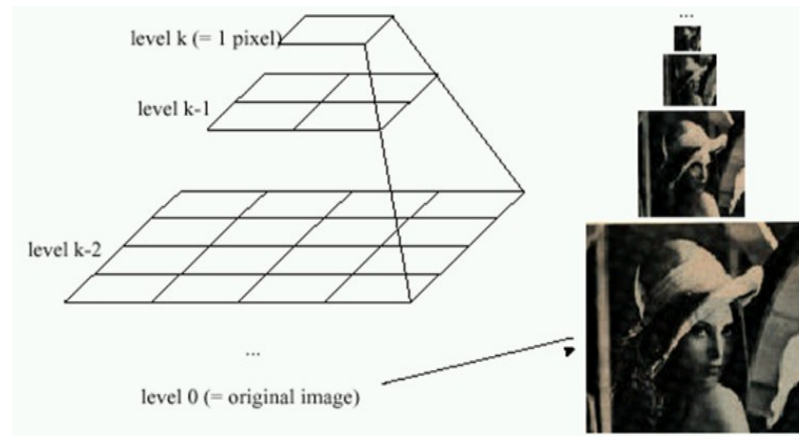 level k (= 1 pixel)
...
level k-1
level k-2
...
level 0 (= original image)